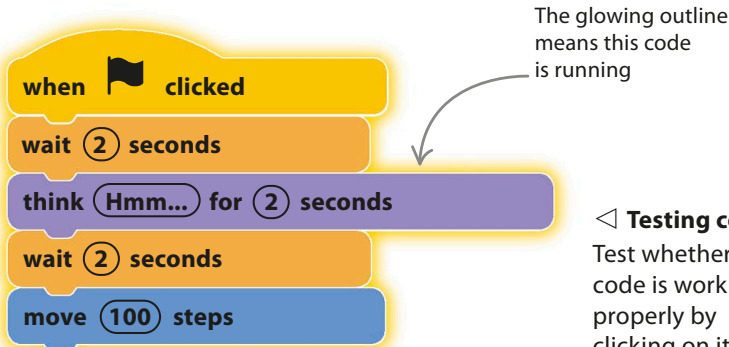 The glowing outline
means this code
is running
when clicked
wait 2 seconds
think Hmm... for 2 seconds
wait 2 seconds
move 100 steps
Testing
Test whether
code is work
properly by
clicking on it